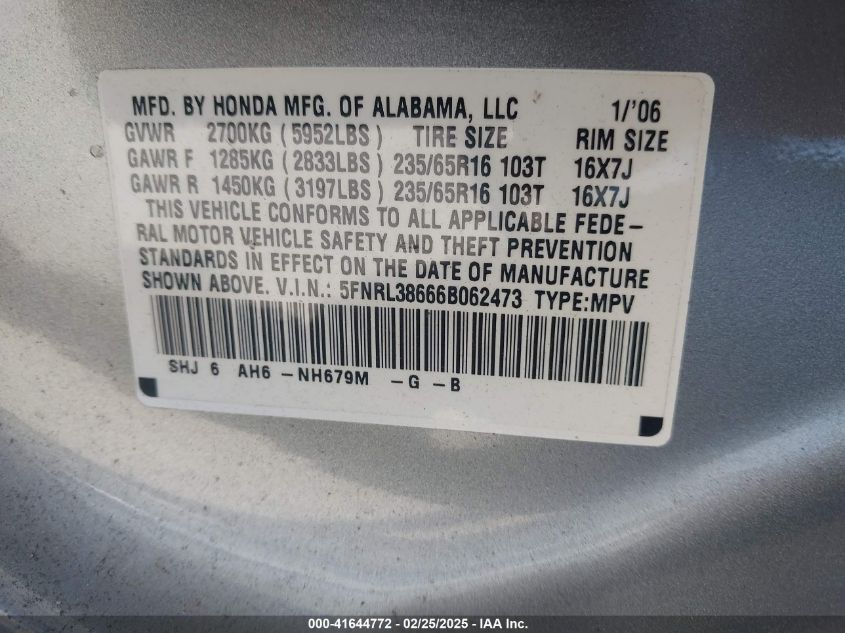 MFD. BY HONDA MFG. OF ALABAMA, LLC 1/'06
GVWR 2700KG (5952LBS) TIRE SIZE RIM SIZE
GAWR F 1285KG (2833LBS) 235/65R16 103T 16X7J
GAWR R 1450KG (3197LBS) 235/65R16 103T 16X7J
THIS VEHICLE CONFORMS TO ALL APPLICABLE FEDE-
RAL MOTOR VEHICLE SAFETY AND THEFT PREVENTION
STANDARDS IN EFFECT ON THE DATE OF MANUFACTURE
SHOWN ABOVE. V.I.N.: 5FNRL38666B062473 TYPE:MPV
SHJ 6 AH6 -NH679M -G -B
000-41644772 - 02/25/2025 - IAA Inc.